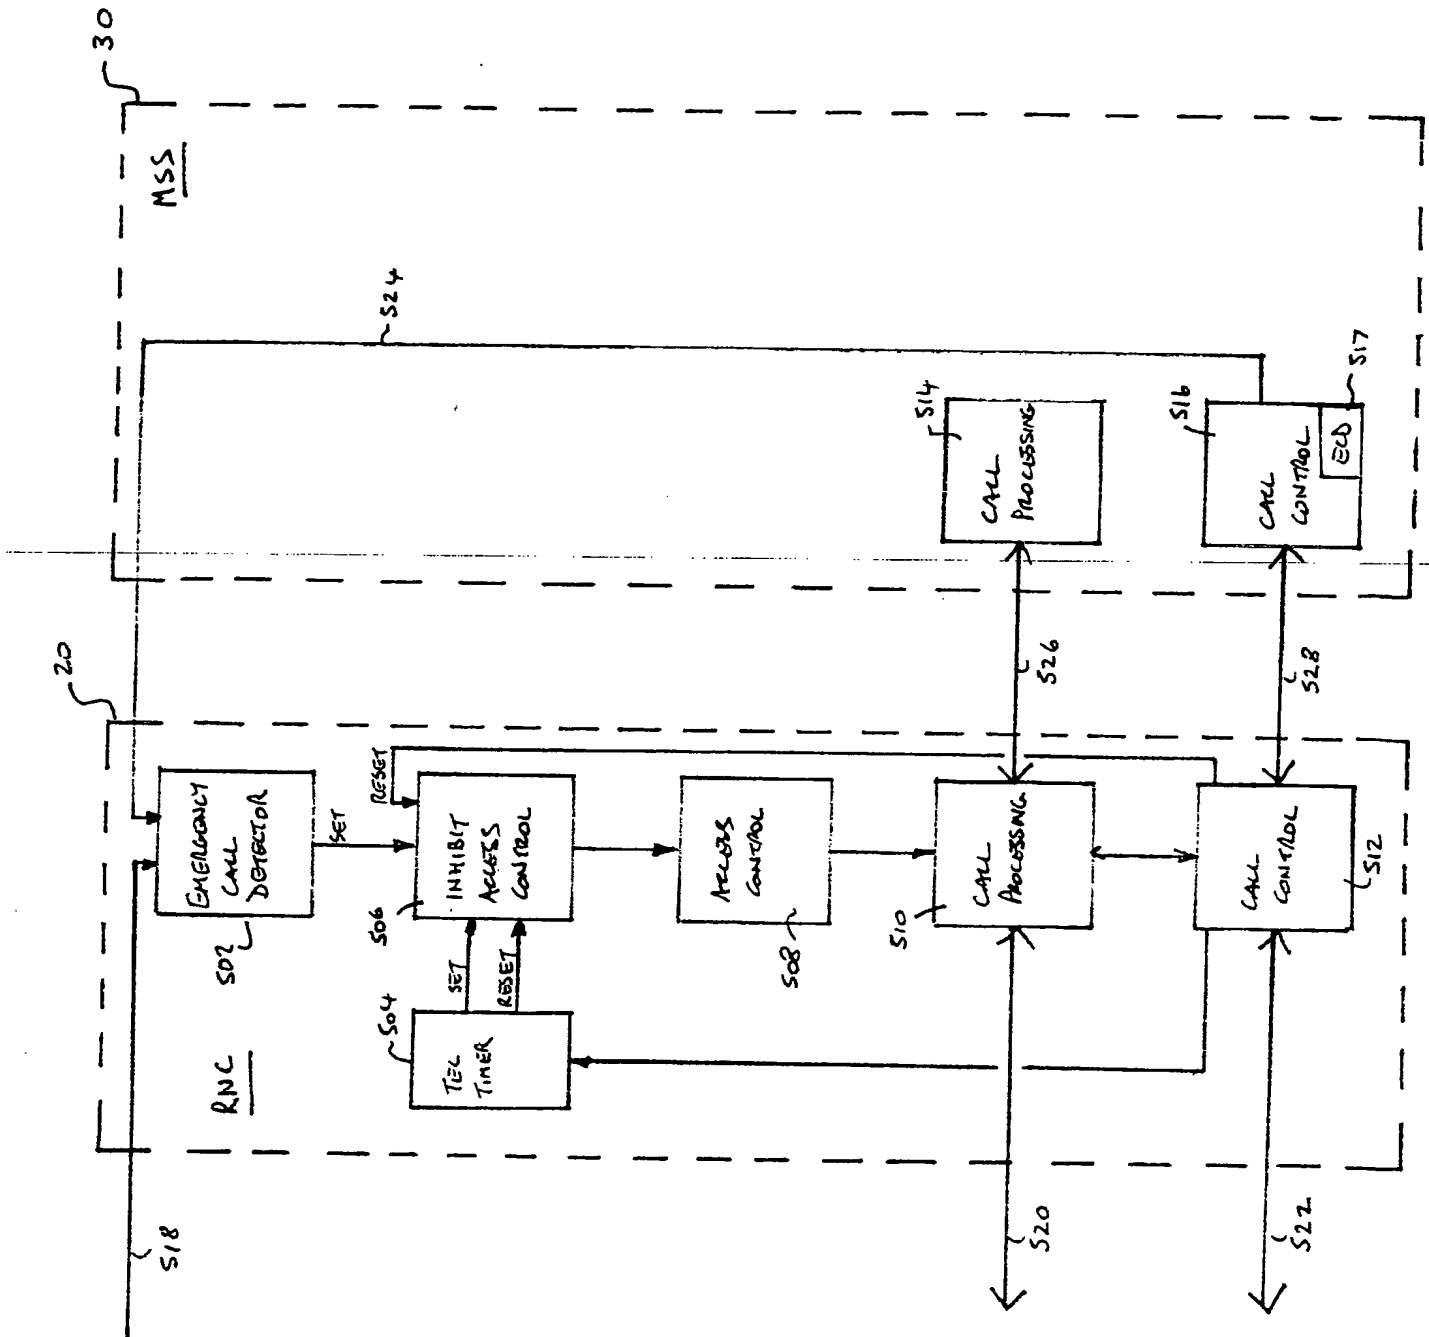 30
MSS
524
514
CALL
PROCESSING
516
CALL
CONTROL
ECD
517
20
526
528
EMERGENCY
CALL
DETECTOR
502
SET
RESET
INHIBIT
ACCESS
CONTROL
506
ACCESS
CONTROL
508
CALL
PROCESSING
510
CALL
CONTROL
512
SET
RESET
504
TEC
TIMER
RNC
518
520
522